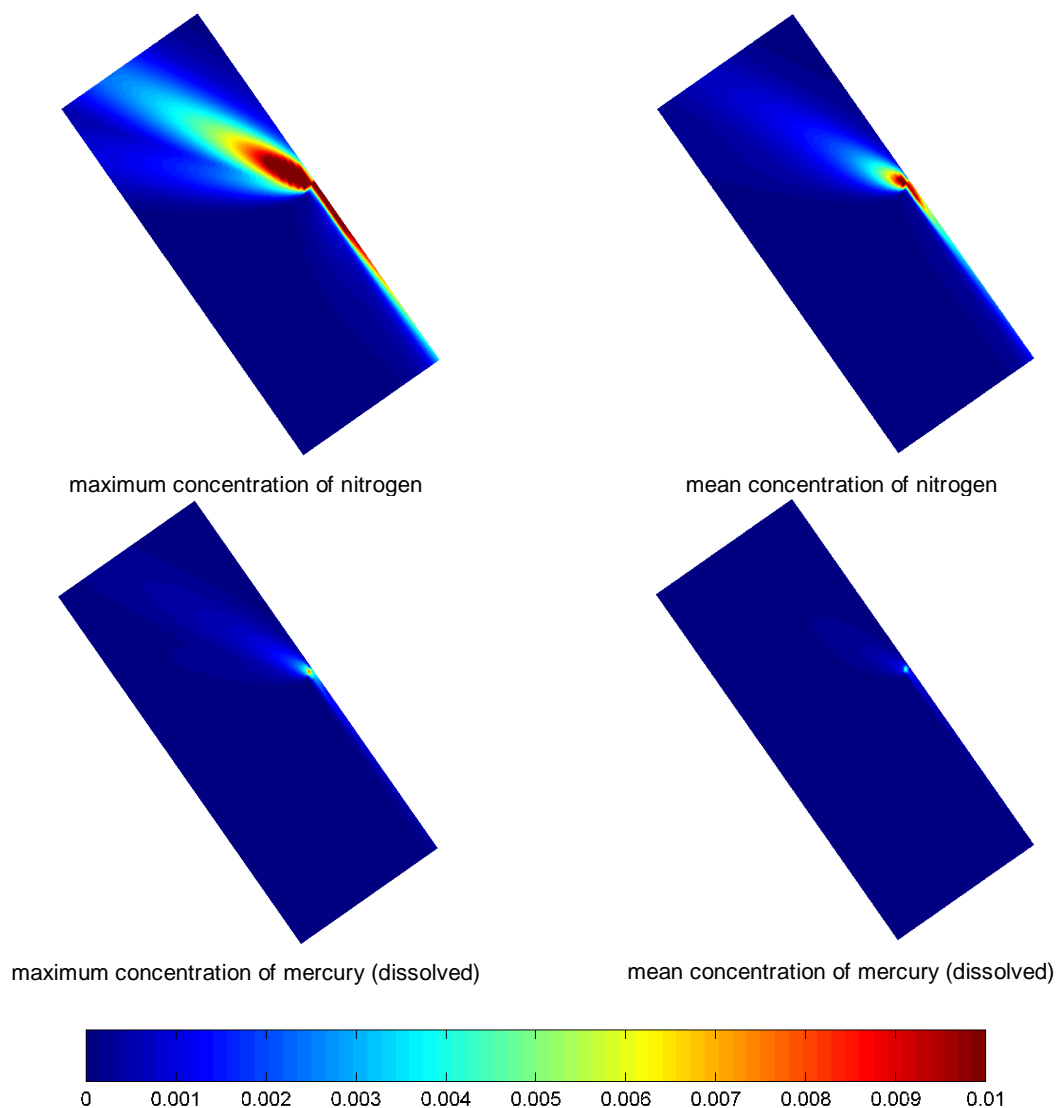 maximum concentration of nitrogen
mean concentration of nitrogen
maximum concentration of mercury (dissolved)
mean concentration of mercury (dissolved)
0 0.001 0.002 0.003 0.004 0.005 0.006 0.007 0.008 0.009 0.01